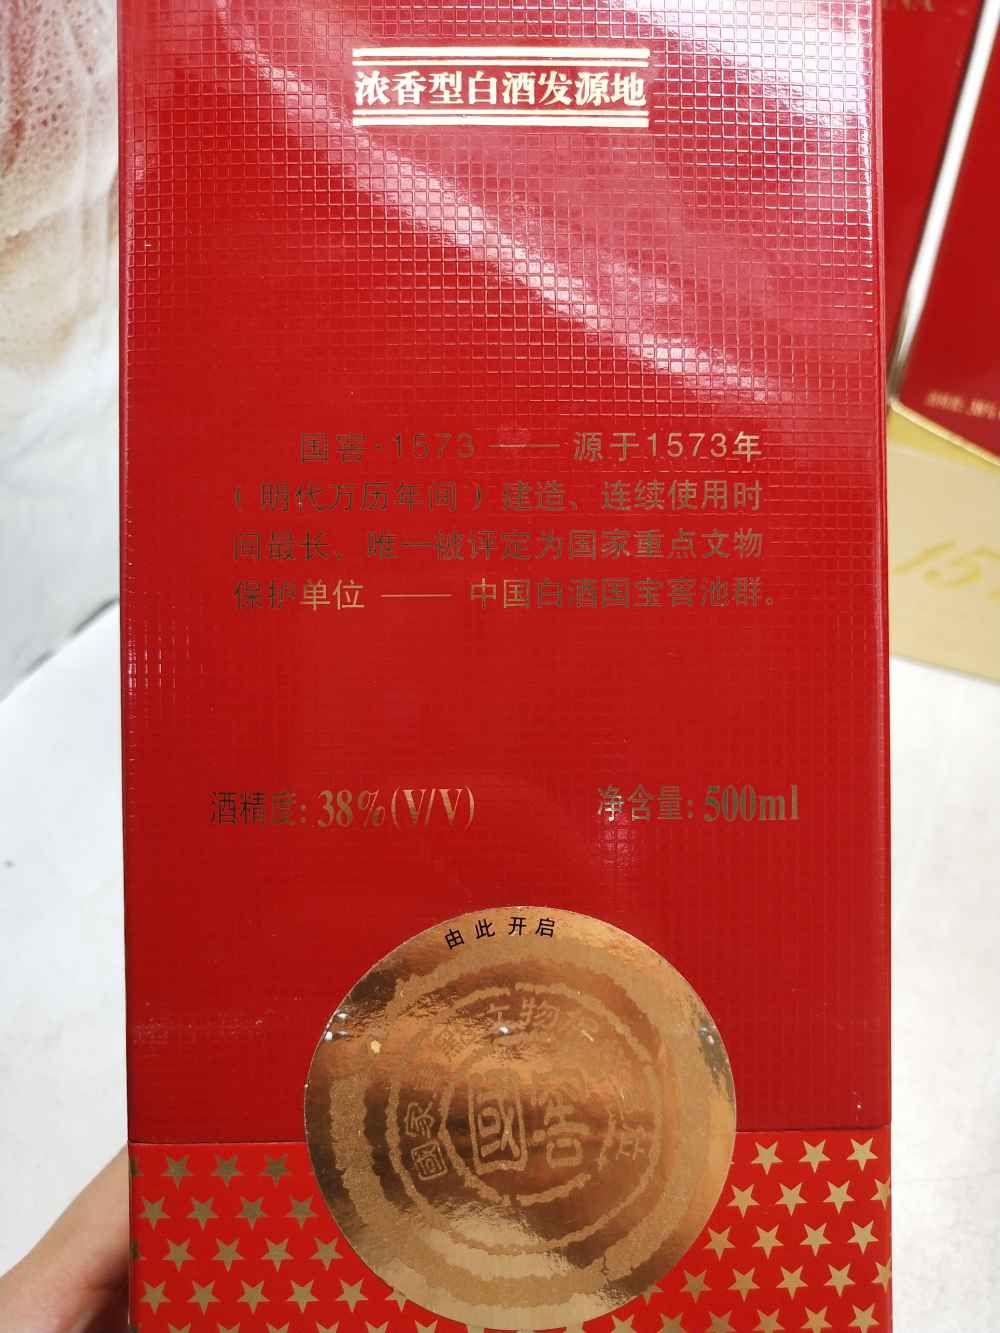 浓香型白酒发源地
国窖·1573 —— 源于1573年
（明代万历年间）建造、连续使用时
间最长、唯一被评定为国家重点文物
保护单位 —— 中国白酒国宝窖池群。
酒精度: 38%(V/V)
净含量: 500ml
由此开启
國窖